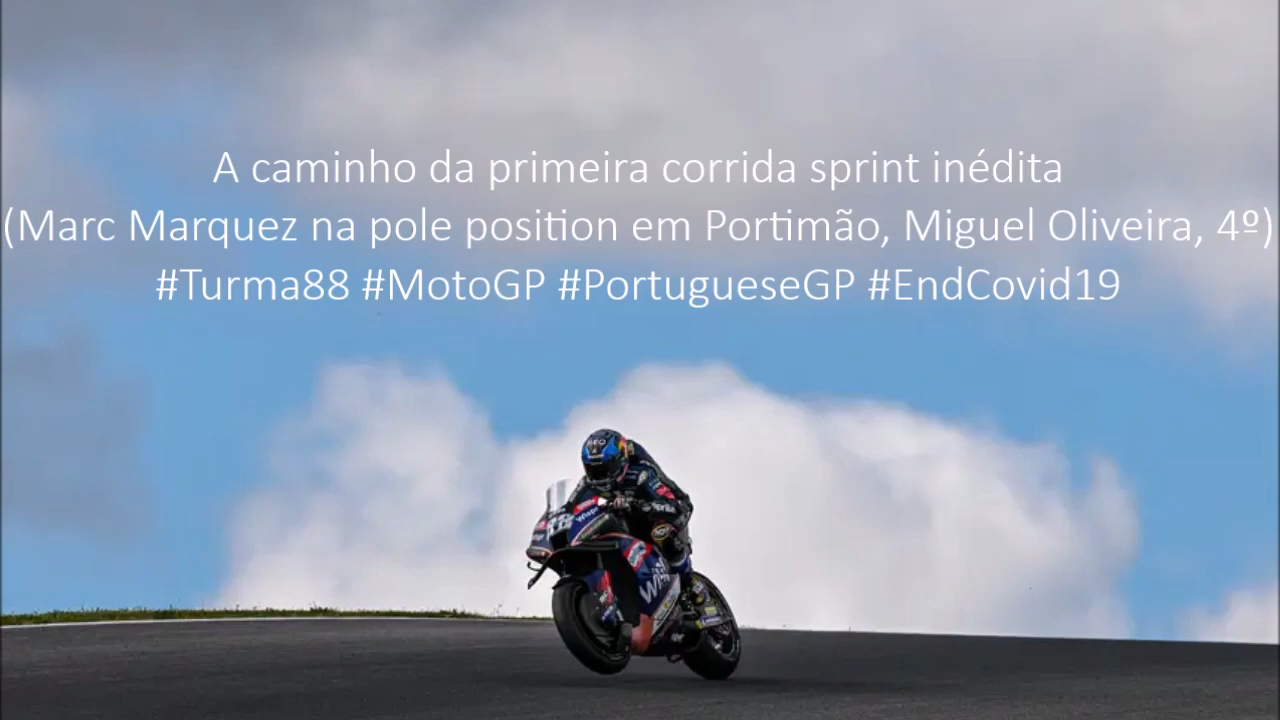 A caminho da primeira corrida sprint inédita
(Marc Marquez na pole position em Portimão, Miguel Oliveira, 4º)
#Turma88 #MotoGP #PortugueseGP #EndCovid19
88